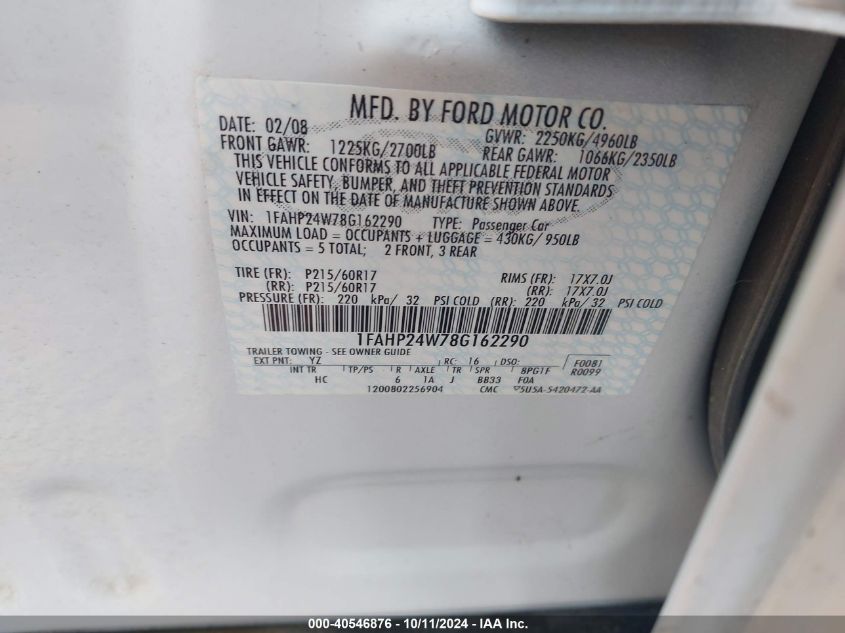 MFD. BY FORD MOTOR CO.
DATE: 02/08 GVWR: 2250KG/4960LB
FRONT GAWR: 1225KG/2700LB REAR GAWR: 1066KG/2350LB
THIS VEHICLE CONFORMS TO ALL APPLICABLE FEDERAL MOTOR
VEHICLE SAFETY, BUMPER, AND THEFT PREVENTION STANDARDS
IN EFFECT ON THE DATE OF MANUFACTURE SHOWN ABOVE.
VIN: 1FAHP24W78G162290 TYPE: Passenger Car
MAXIMUM LOAD = OCCUPANTS + LUGGAGE = 430KG/ 950LB
OCCUPANTS = 5 TOTAL; 2 FRONT, 3 REAR
TIRE (FR): P215/60R17 RIMS (FR): 17X7.0J
(RR): P215/60R17 (RR): 17X7.0J
PRESSURE (FR): 220 kPa/ 32 PSI COLD (RR): 220 kPa/ 32 PSI COLD
1FAHP24W78G162290
TRAILER TOWING - SEE OWNER GUIDE
EXT PNT: YZ RC: 16 DSO: F0081
INT TR TP/PS R AXLE TR SPR 8PG1F R0099
HC 6 1A J BB33 F0A
1200802256904 CMC 5U5A-5420472-AA
000-40546876 - 10/11/2024 - IAA Inc.